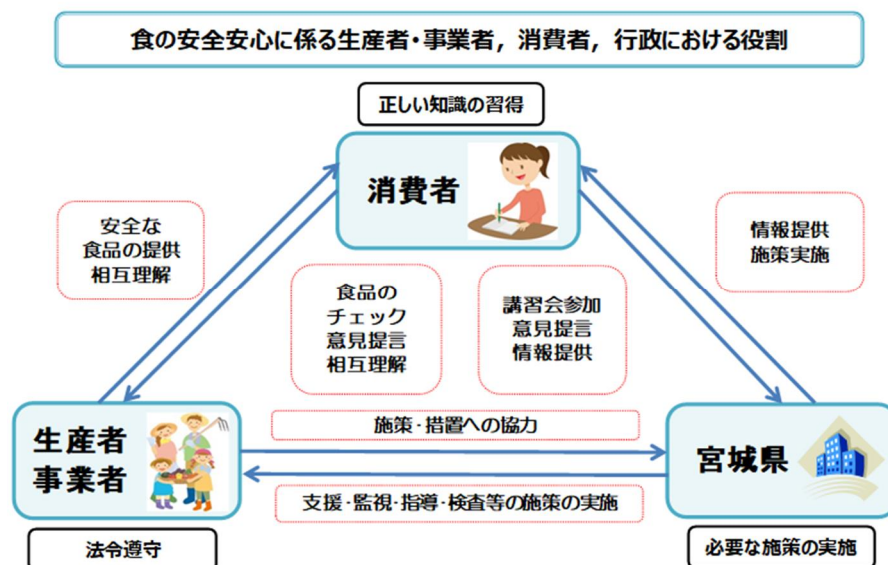 食の安全安心に係る生産者・事業者，消費者，行政における役割
正しい知識の習得
消費者
安全な
食品の提供
相互理解
食品の
チェック
意見提言
相互理解
講習会参加
意見提言
情報提供
情報提供
施策実施
生産者
事業者
施策・措置への協力
支援・監視・指導・検査等の施策の実施
宮城県
法令遵守
必要な施策の実施